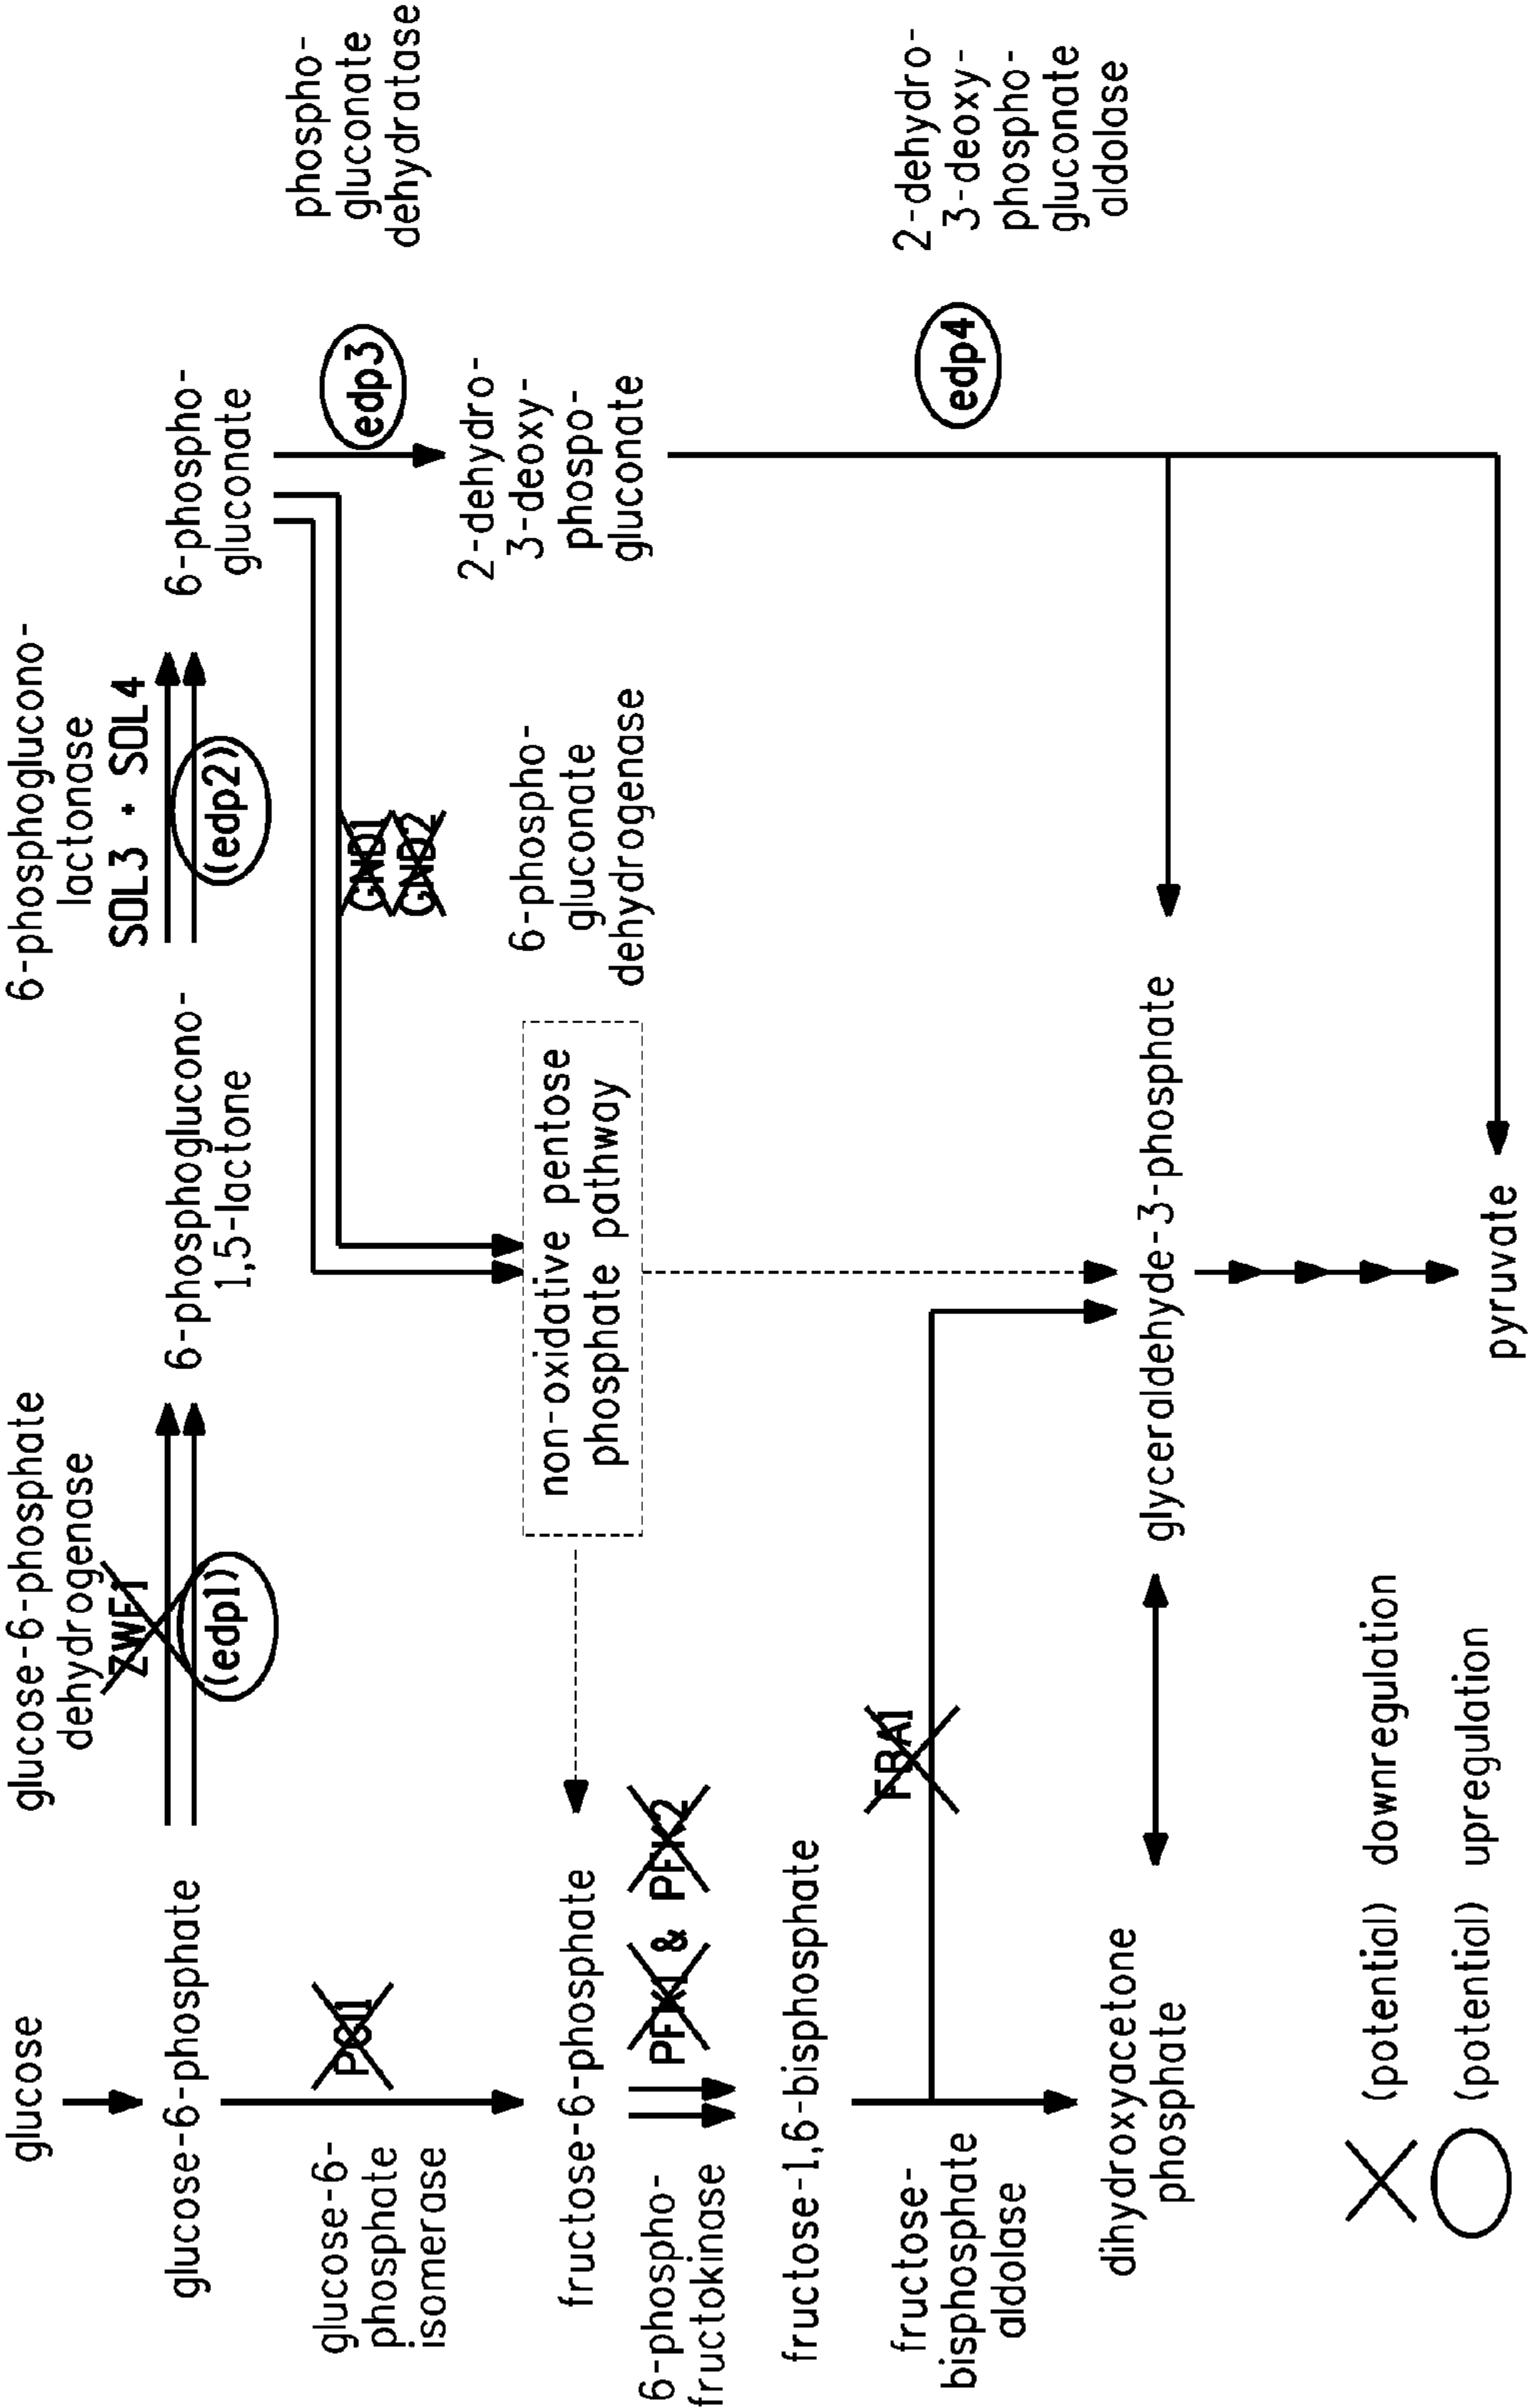 glucose
glucose-6-phosphate
glucose-6-phosphate
dehydrogenase
ZWF1
(edp1)
6-phosphoglucono-
1,5-lactone
6-phosphoglucono-
lactonase
SOL3 + SOL4
(edp2)
6-phospho-
gluconate
PGI1
glucose-6-
phosphate
isomerase
GND1
GND2
6-phospho-
gluconate
dehydrogenase
edp3
phospho-
gluconate
dehydratase
fructose-6-phosphate
non-oxidative pentose
phosphate pathway
2-dehydro-
3-deoxy-
phospo-
gluconate
6-phospho-
fructokinase
PFK1 & PFK2
fructose-1,6-bisphosphate
fructose-
bisphosphate
aldolase
FBA1
edp4
2-dehydro-
3-deoxy-
phospho-
gluconate
aldolase
dihydroxyacetone
phosphate
glyceraldehyde-3-phosphate
pyruvate
(potential) downregulation
(potential) upregulation